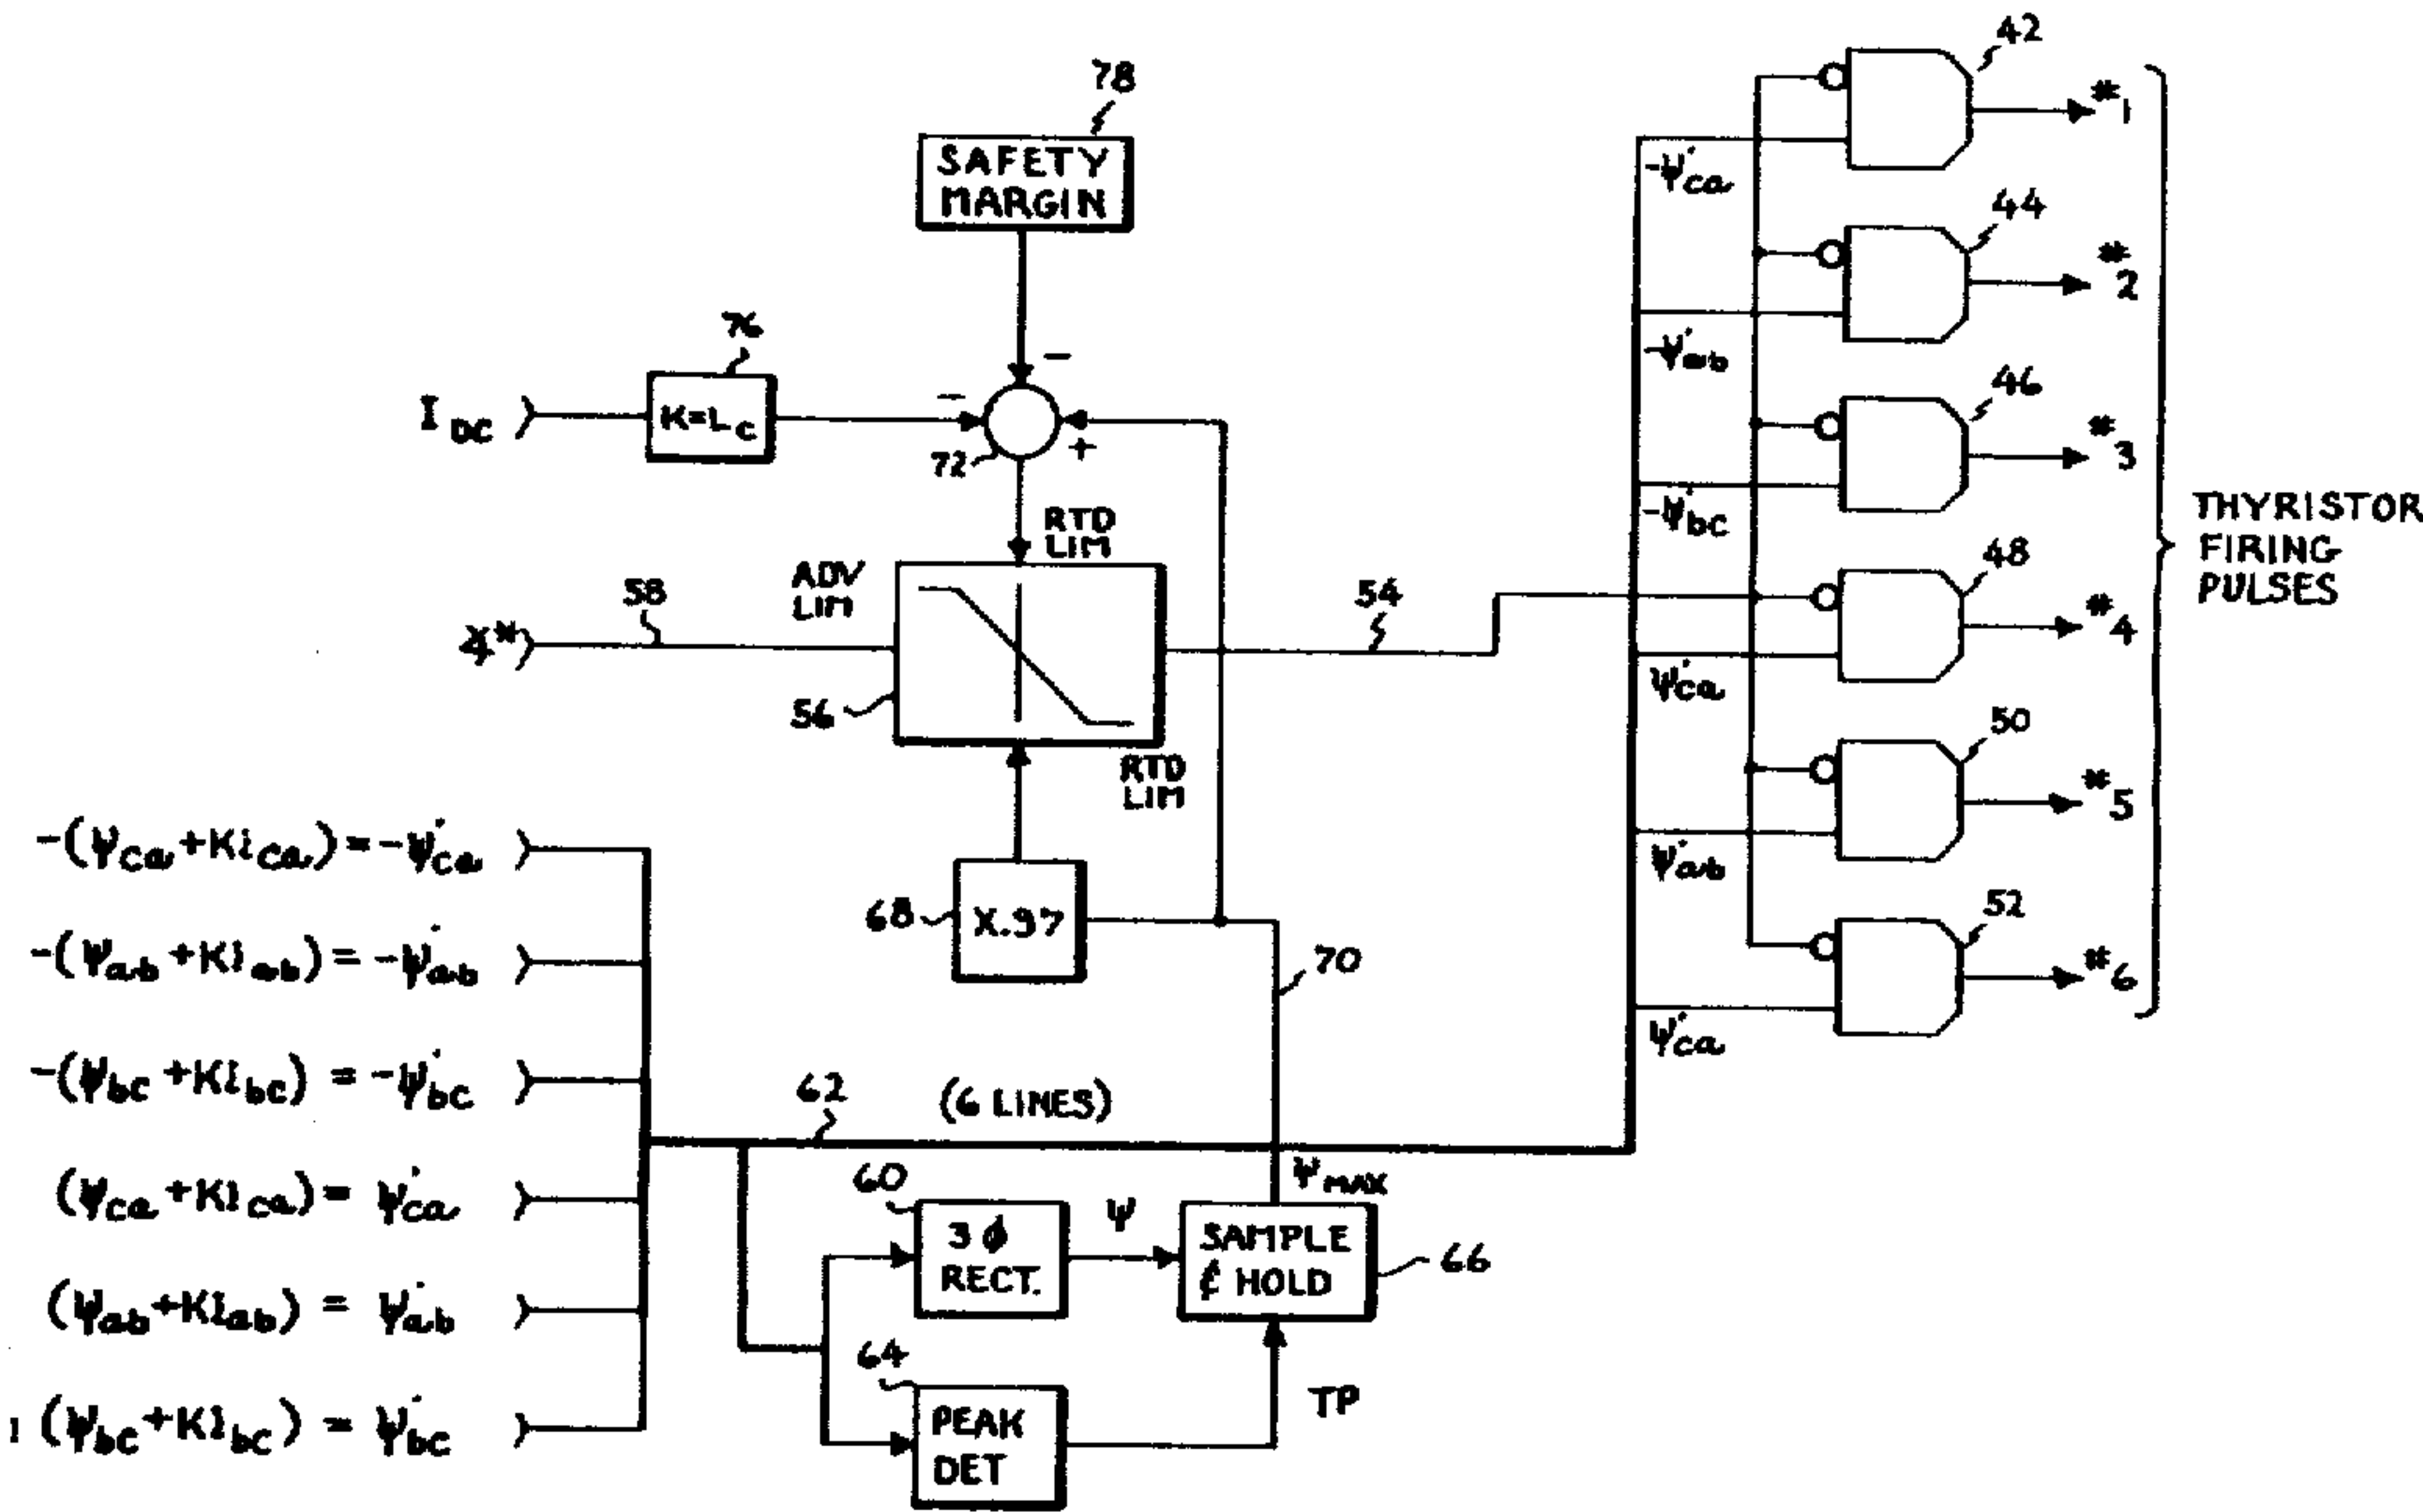 78
SAFETY
MARGIN
−
76
I DC
K=L c
−
+
72
RTD
LIM
ADV
LIM
58
54
56
RTD
LIM
68
X.97
70
-(Ψca +Kica) = -Ψ'ca
-(Ψab +Kiab) = -Ψ'ab
-(Ψbc +Kibc) = -Ψ'bc
(Ψca +Kica) = Ψ'ca
(Ψab +Kiab) = Ψ'ab
(Ψbc +Kibc) = Ψ'bc
62
(6 LINES)
60
3 ϕ
RECT.
Ψ
Ψ MAX
SAMPLE
& HOLD
66
64
PEAK
DET
TP
42
-Ψ'ca
*1
44
-Ψ'ab
*2
46
-Ψ'bc
*3
48
Ψ'ca
*4
50
Ψ'ab
*5
52
Ψ'ca
*6
THYRISTOR
FIRING
PULSES